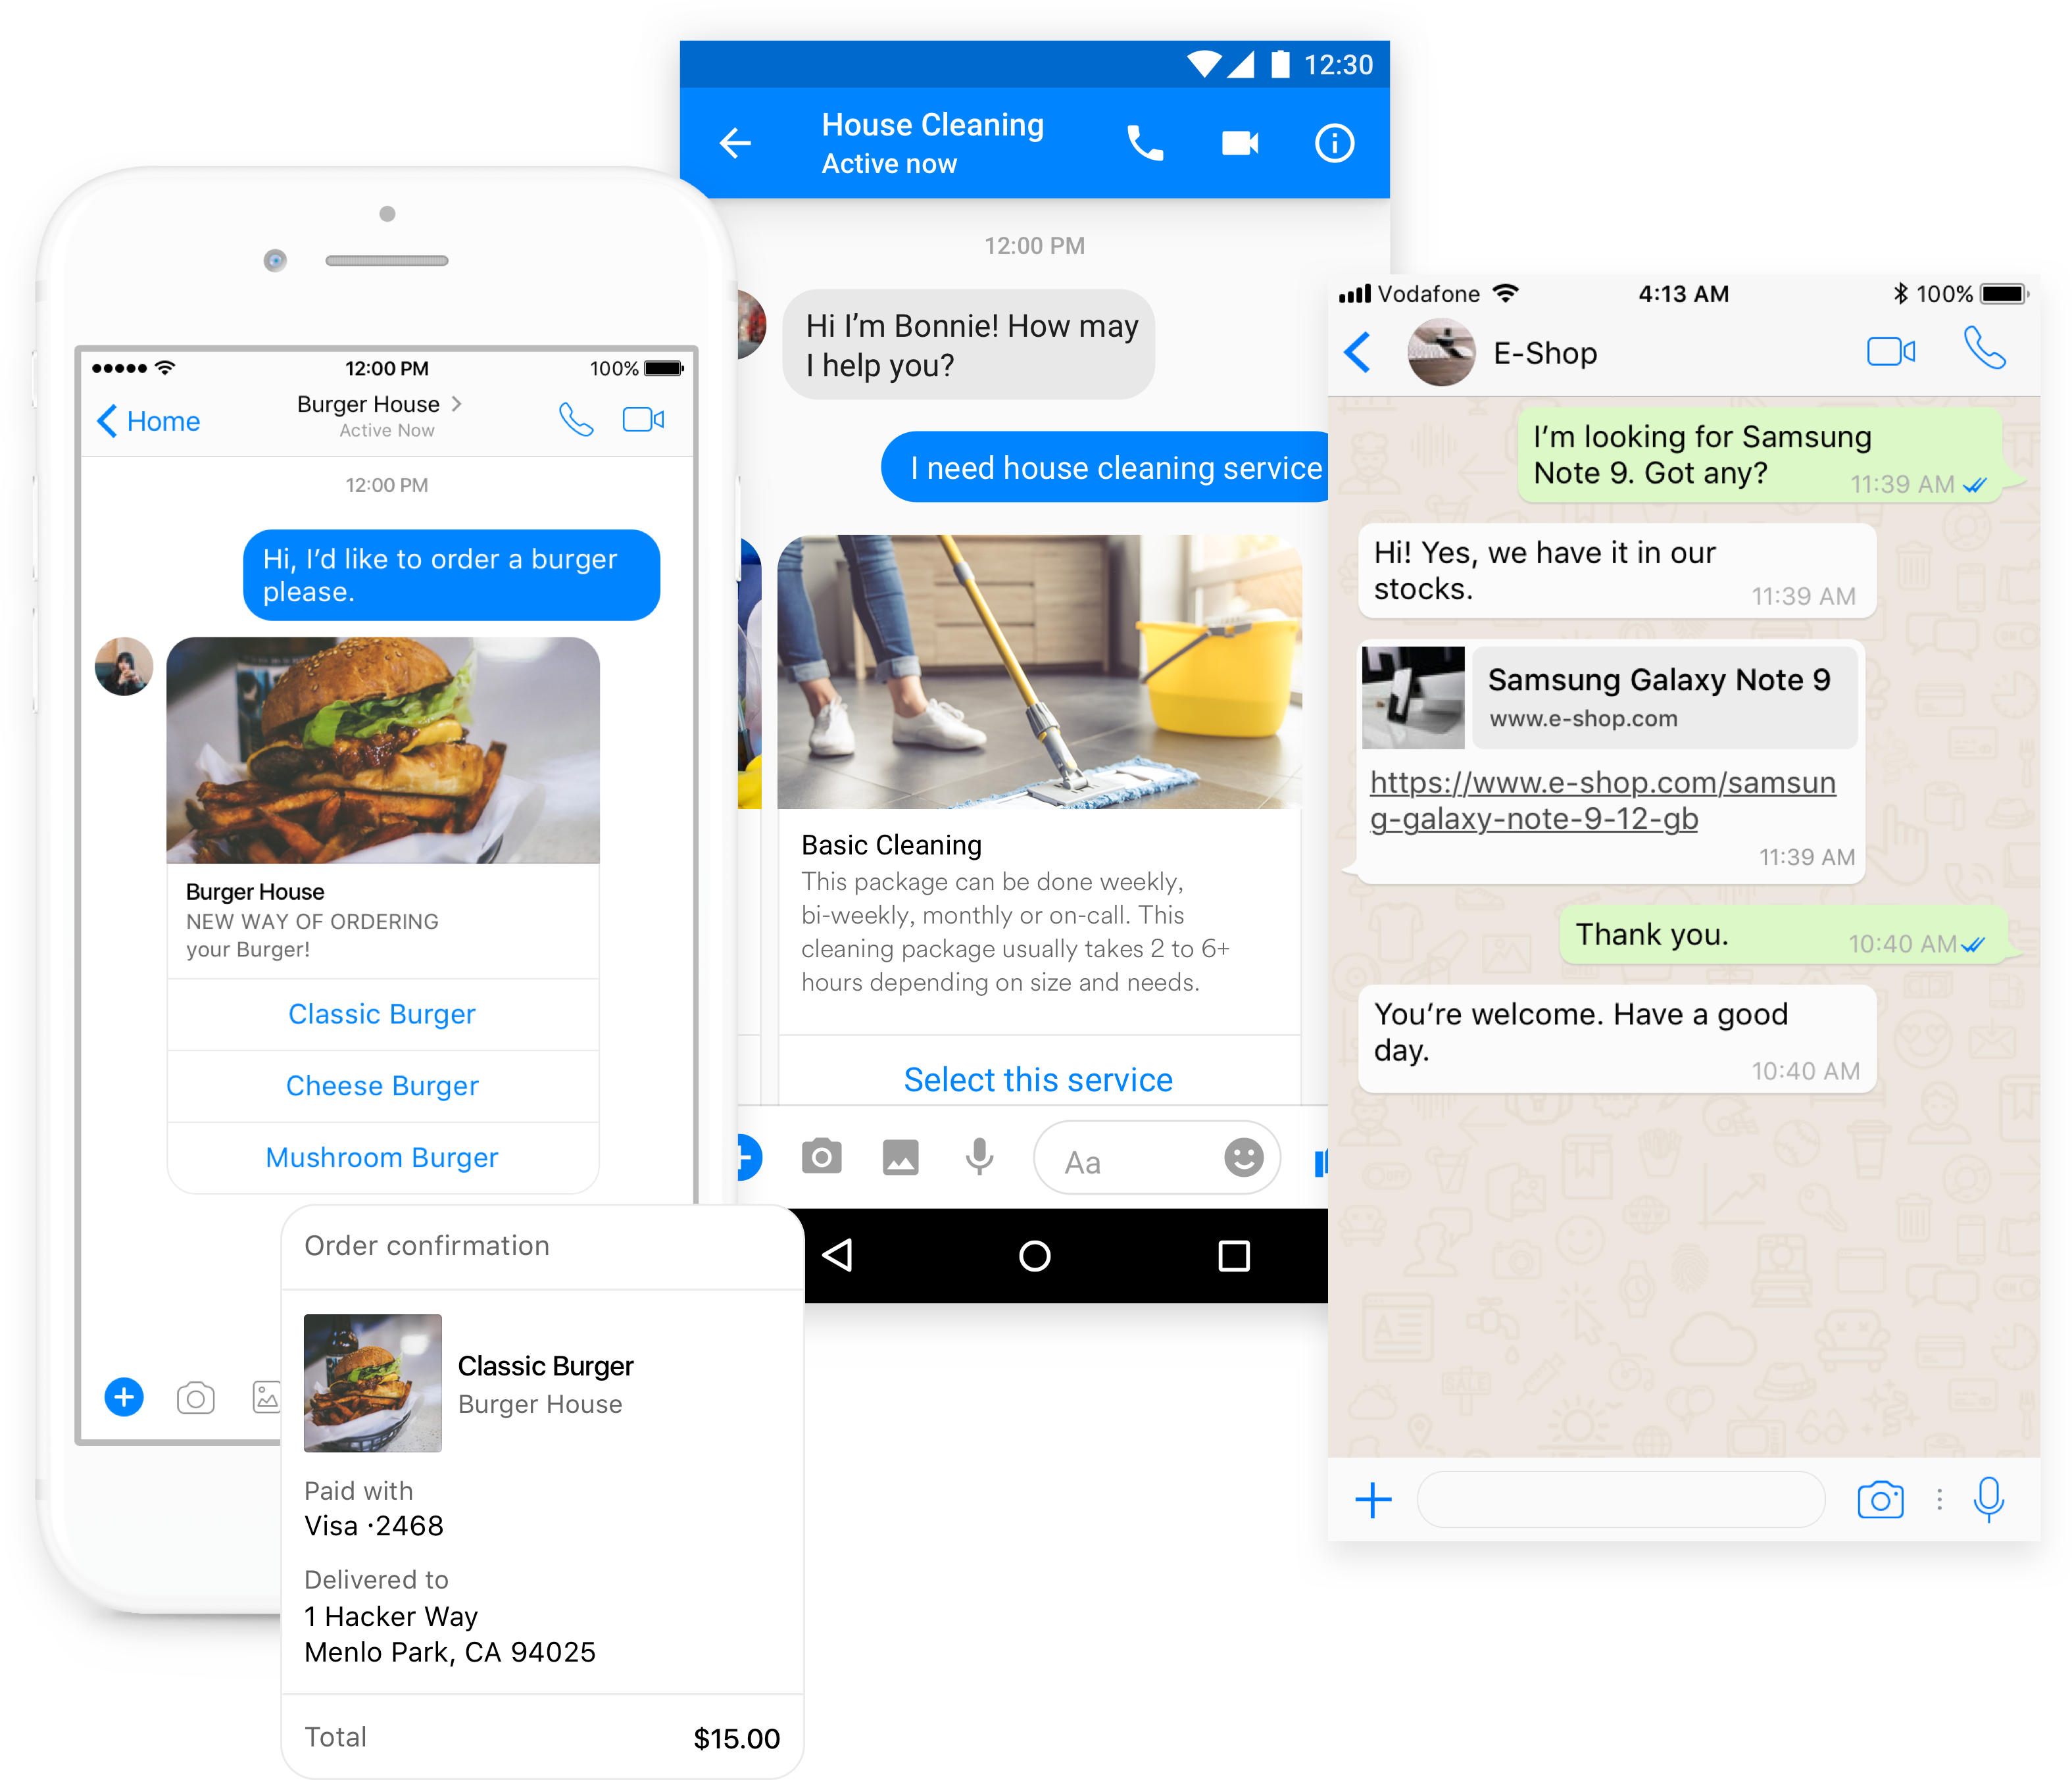 12:00 PM
100%
Home
Burger House
Active Now
12:00 PM
Hi, I’d like to order a burger
please.
Burger House
NEW WAY OF ORDERING
your Burger!
Classic Burger
Cheese Burger
Mushroom Burger
Order confirmation
Classic Burger
Burger House
Paid with
Visa ·2468
Delivered to
1 Hacker Way
Menlo Park, CA 94025
Total
$15.00
12:30
House Cleaning
Active now
12:00 PM
Hi I’m Bonnie! How may
I help you?
I need house cleaning service
Basic Cleaning
This package can be done weekly,
bi-weekly, monthly or on-call. This
cleaning package usually takes 2 to 6+
hours depending on size and needs.
Select this service
Aa
Vodafone
4:13 AM
100%
E-Shop
I’m looking for Samsung
Note 9. Got any?
11:39 AM
Hi! Yes, we have it in our
stocks.
11:39 AM
Samsung Galaxy Note 9
www.e-shop.com
https://www.e-shop.com/samsun
g-galaxy-note-9-12-gb
11:39 AM
Thank you.
10:40 AM
You’re welcome. Have a good
day.
10:40 AM